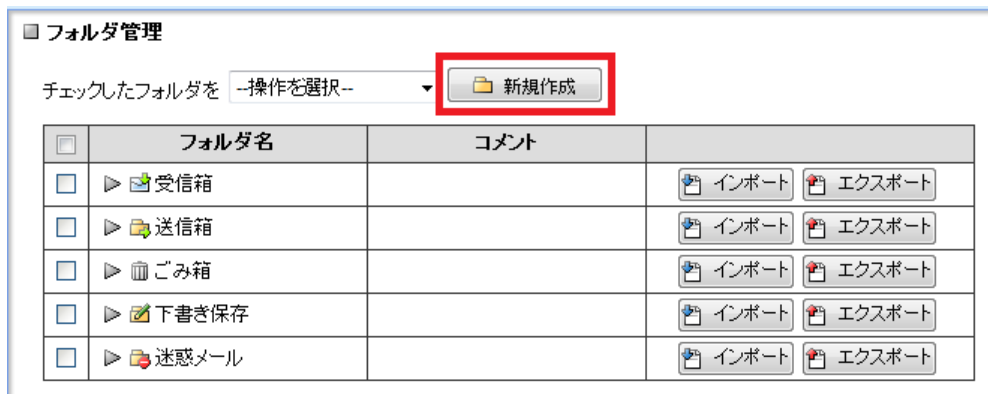 フォルダ管理
チェックしたフォルダを --操作を選択-- 新規作成
フォルダ名 コメント
受信箱 インポート エクスポート
送信箱 インポート エクスポート
ごみ箱 インポート エクスポート
下書き保存 インポート エクスポート
迷惑メール インポート エクスポート